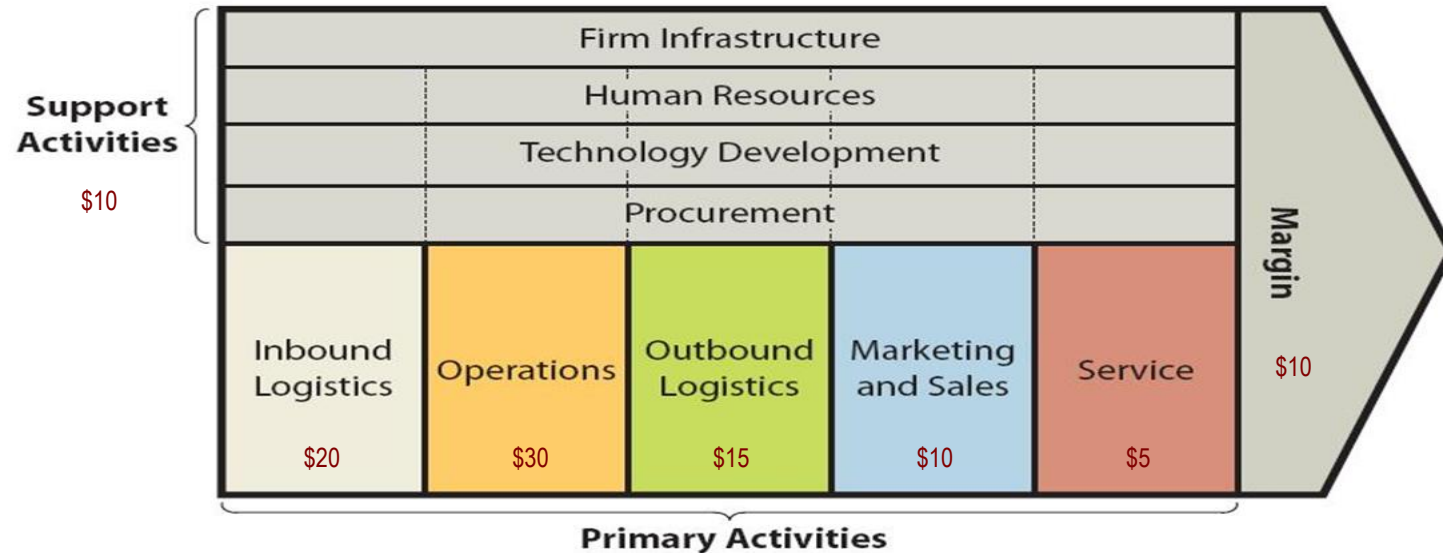 Firm Infrastructure
Human Resources
Technology Development
Procurement
Support
Activities
$10
Inbound
Logistics
$20
Operations
$30
Outbound
Logistics
$15
Marketing
and Sales
$10
Service
$5
Margin
$10
Primary Activities